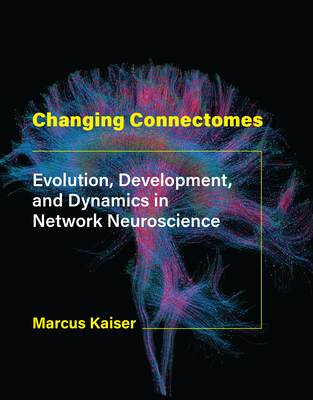 Changing Connectomes
Evolution, Development,
and Dynamics in
Network Neuroscience
Marcus Kaiser